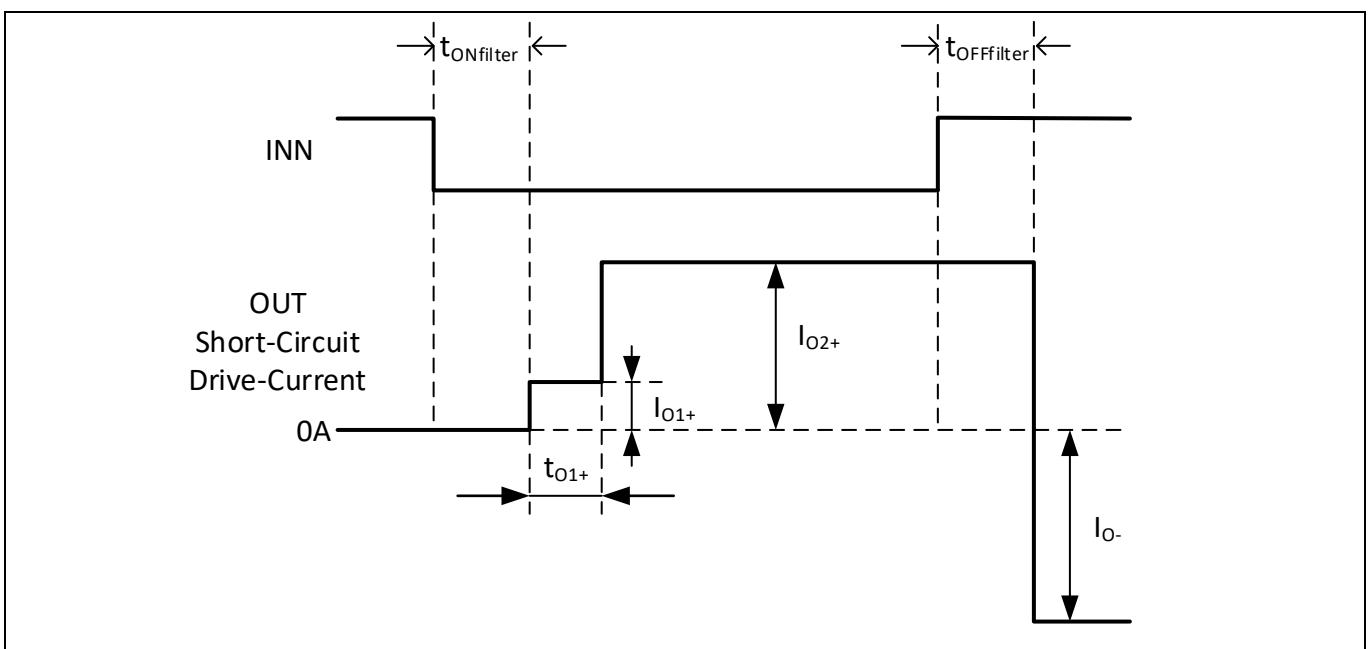 tONfilter
tOFFfilter
INN
OUT
Short-Circuit
Drive-Current
IO2+
IO1+
0A
tO1+
IO-